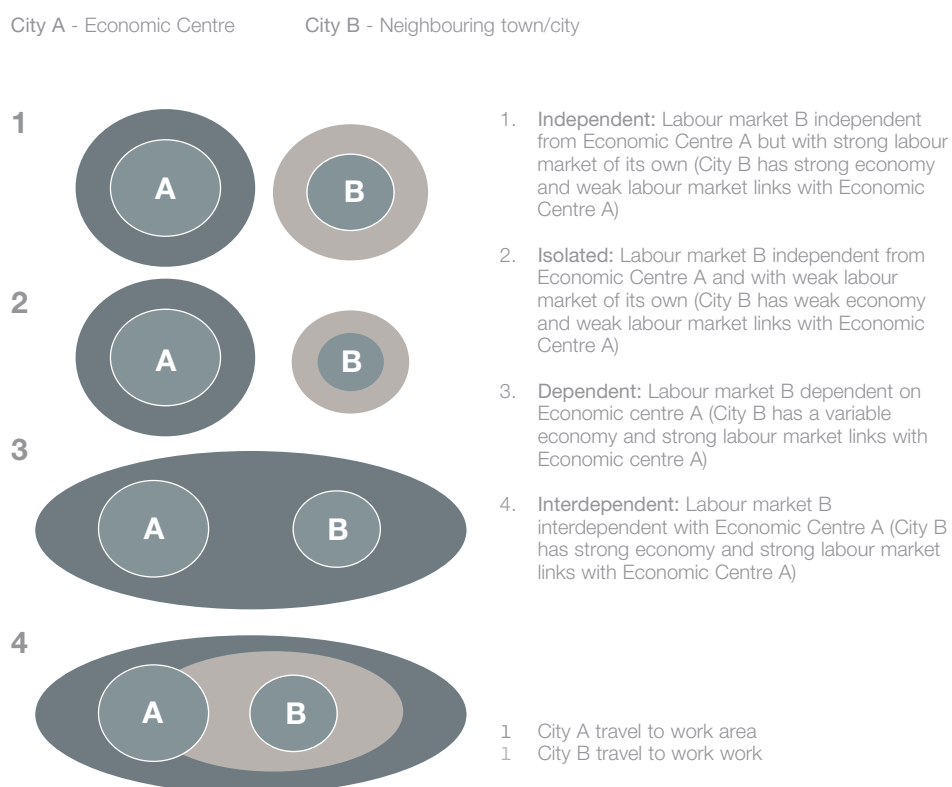 City A - Economic Centre
City B - Neighbouring town/city
1
A
B
2
A
B
3
A
B
4
A
B
1. Independent: Labour market B independent
from Economic Centre A but with strong labour
market of its own (City B has strong economy
and weak labour market links with Economic
Centre A)
2. Isolated: Labour market B independent from
Economic Centre A and with weak labour
market of its own (City B has weak economy
and weak labour market links with Economic
Centre A)
3. Dependent: Labour market B dependent on
Economic centre A (City B has a variable
economy and strong labour market links with
Economic centre A)
4. Interdependent: Labour market B
interdependent with Economic Centre A (City B
has strong economy and strong labour market
links with Economic Centre A)
1 City A travel to work area
1 City B travel to work work